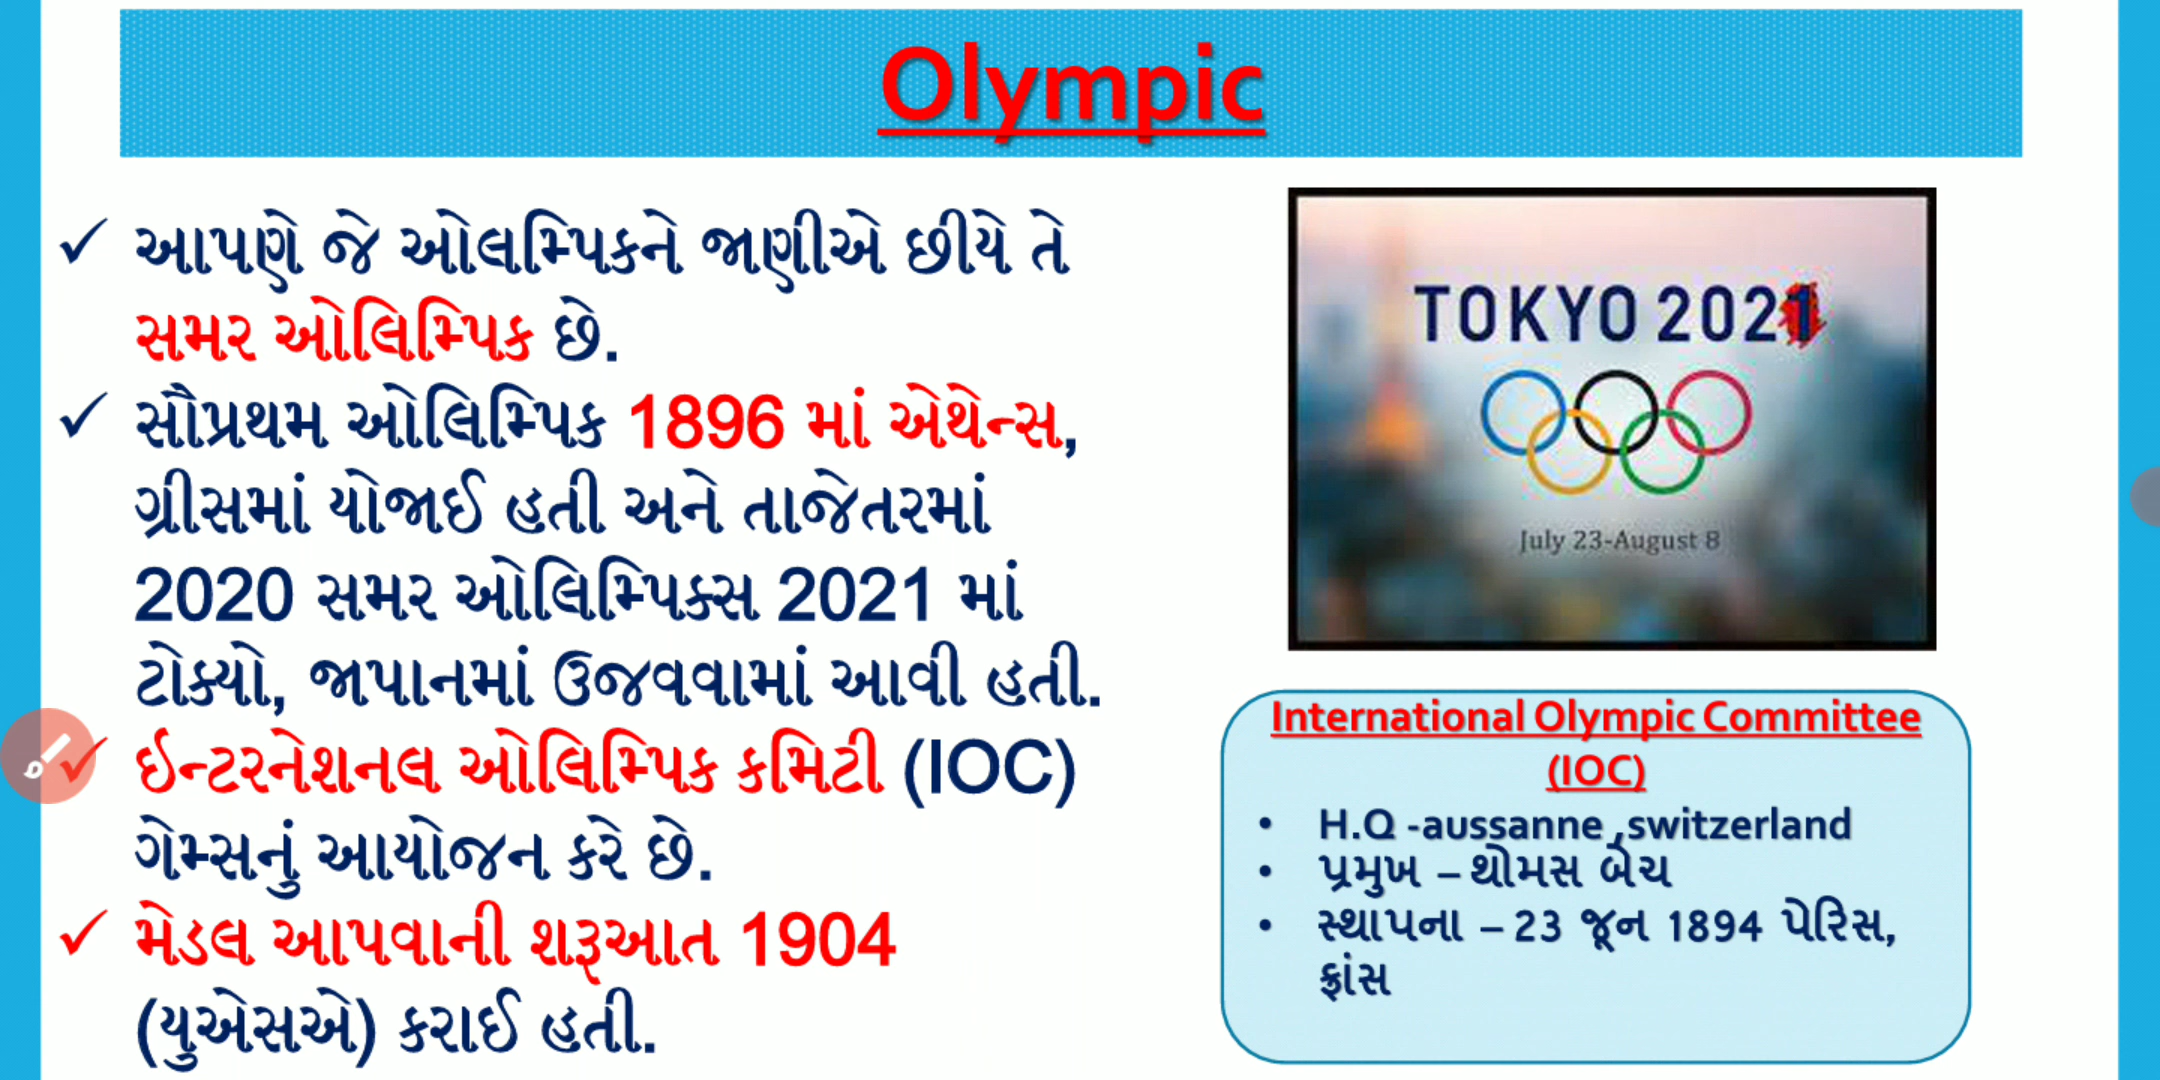 Olympic
આપણે જે ઓલમ્પિકને જાણીએ છીયે તે
સમર ઓલિમ્પિક છે.
સૌપ્રથમ ઓલિમ્પિક 1896 માં એથેન્સ,
ગ્રીસમાં યોજાઈ હતી અને તાજેતરમાં
2020 સમર ઓલિમ્પિક્સ 2021 માં
ટોક્યો, જાપાનમાં ઉજવવામાં આવી હતી.
ઇન્ટરનેશનલ ઓલિમ્પિક કમિટી (IOC)
ગેમ્સનું આયોજન કરે છે.
મેડલ આપવાની શરૂઆત 1904
(યુએસએ) કરાઈ હતી.
TOKYO 2021
July 23-August 8
International Olympic Committee
(IOC)
• H.Q -aussanne ,switzerland
• પ્રમુખ – થોમસ બેચ
• સ્થાપના – 23 જૂન 1894 પેરિસ,
ફ્રાંસ